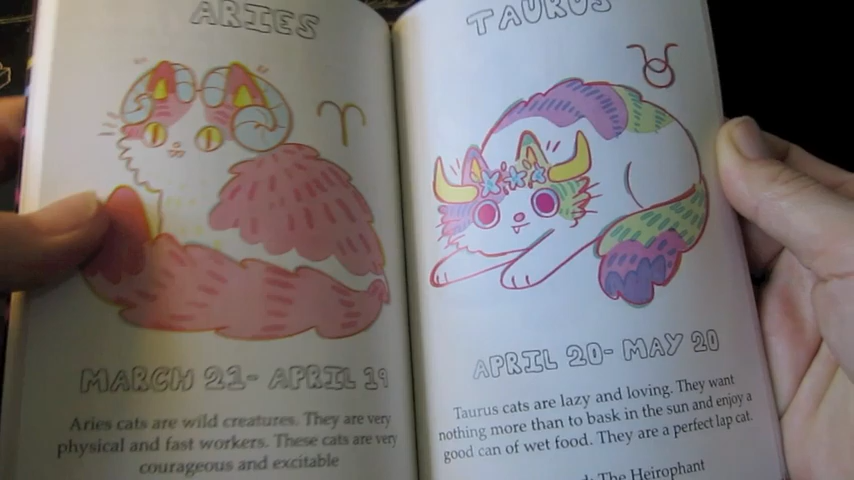 ARIES
MARCH 21- APRIL 19
Aries cats are wild creatures. They are very
physical and fast workers. These cats are very
courageous and excitable
TAURUS
APRIL 20- MAY 20
Taurus cats are lazy and loving. They want
nothing more than to bask in the sun and enjoy a
good can of wet food. They are a perfect lap cat.
The Heirophant